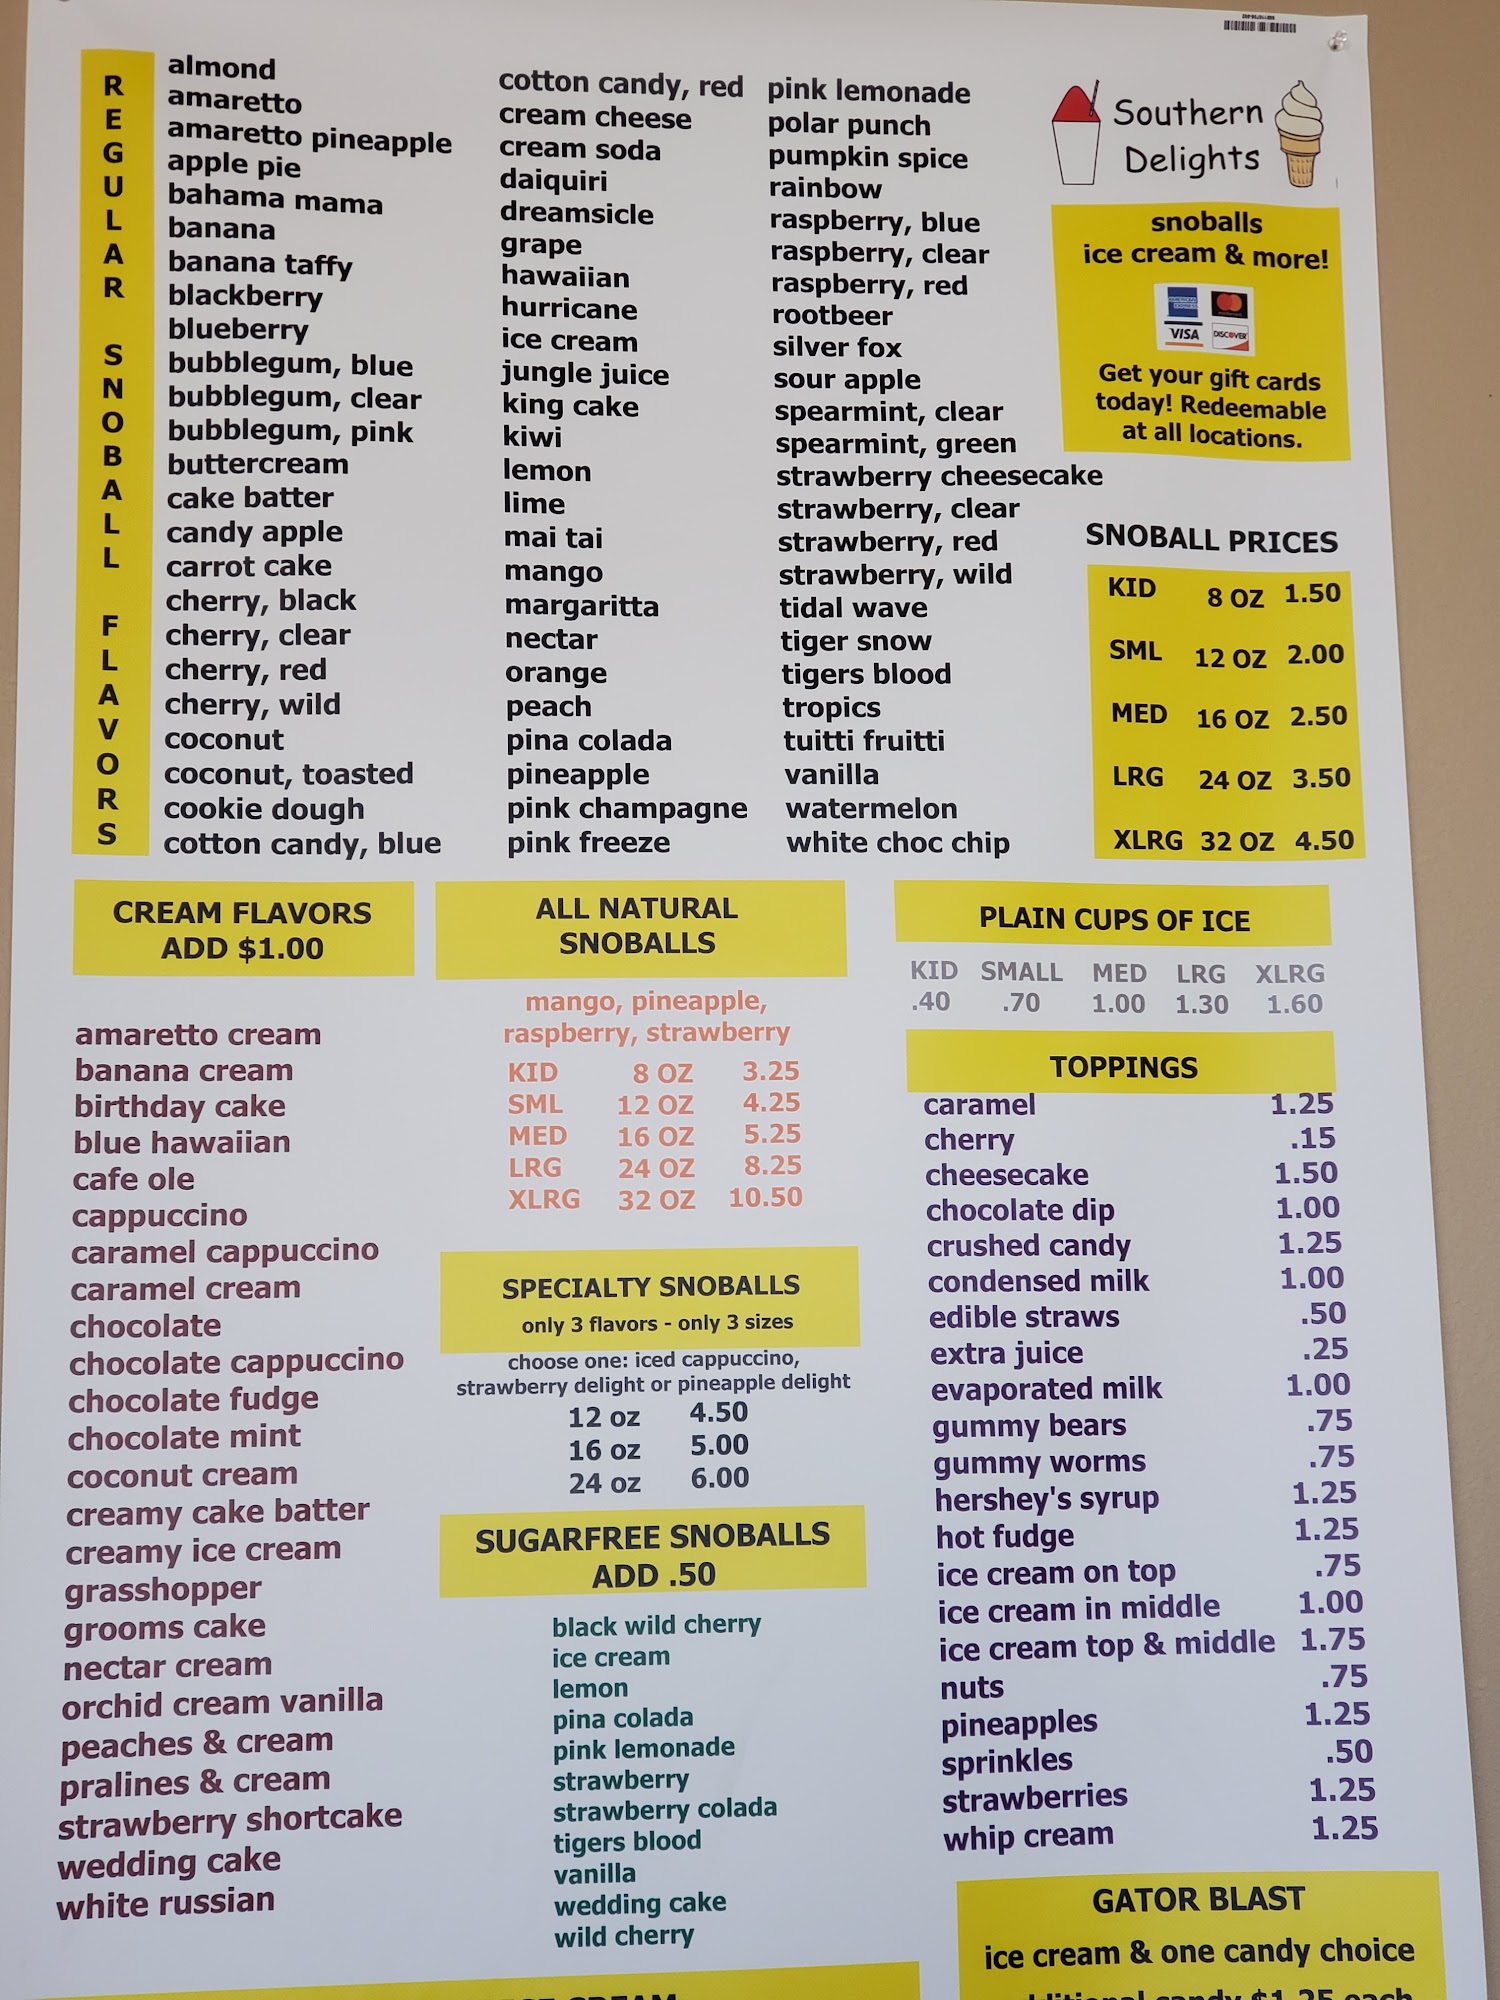 REGULAR SNOBALL FLAVORS
almond
amaretto
amaretto pineapple
apple pie
bahama mama
banana
banana taffy
blackberry
blueberry
bubblegum, blue
bubblegum, clear
bubblegum, pink
buttercream
cake batter
candy apple
carrot cake
cherry, black
cherry, clear
cherry, red
cherry, wild
coconut
coconut, toasted
cookie dough
cotton candy, blue
cotton candy, red
cream cheese
cream soda
daiquiri
dreamsicle
grape
hawaiian
hurricane
ice cream
jungle juice
king cake
kiwi
lemon
lime
mai tai
mango
margaritta
nectar
orange
peach
pina colada
pineapple
pink champagne
pink freeze
pink lemonade
polar punch
pumpkin spice
rainbow
raspberry, blue
raspberry, clear
raspberry, red
rootbeer
silver fox
sour apple
spearmint, clear
spearmint, green
strawberry cheesecake
strawberry, clear
strawberry, red
strawberry, wild
tidal wave
tiger snow
tigers blood
tropics
tuitti fruitti
vanilla
watermelon
white choc chip
Southern
Delights
snoballs
ice cream & more!
AMERICAN EXPRESS
VISA DISCOVER
Get your gift cards
today! Redeemable
at all locations.
SNOBALL PRICES
KID 8 OZ 1.50
SML 12 OZ 2.00
MED 16 OZ 2.50
LRG 24 OZ 3.50
XLRG 32 OZ 4.50
CREAM FLAVORS
ADD $1.00
amaretto cream
banana cream
birthday cake
blue hawaiian
cafe ole
cappuccino
caramel cappuccino
caramel cream
chocolate
chocolate cappuccino
chocolate fudge
chocolate mint
coconut cream
creamy cake batter
creamy ice cream
grasshopper
grooms cake
nectar cream
orchid cream vanilla
peaches & cream
pralines & cream
strawberry shortcake
wedding cake
white russian
ALL NATURAL
SNOBALLS
mango, pineapple,
raspberry, strawberry
KID 8 OZ 3.25
SML 12 OZ 4.25
MED 16 OZ 5.25
LRG 24 OZ 8.25
XLRG 32 OZ 10.50
SPECIALTY SNOBALLS
only 3 flavors - only 3 sizes
choose one: iced cappuccino,
strawberry delight or pineapple delight
12 oz 4.50
16 oz 5.00
24 oz 6.00
SUGARFREE SNOBALLS
ADD .50
black wild cherry
ice cream
lemon
pina colada
pink lemonade
strawberry
strawberry colada
tigers blood
vanilla
wedding cake
wild cherry
PLAIN CUPS OF ICE
KID SMALL MED LRG XLRG
.40 .70 1.00 1.30 1.60
TOPPINGS
caramel 1.25
cherry .15
cheesecake 1.50
chocolate dip 1.00
crushed candy 1.25
condensed milk 1.00
edible straws .50
extra juice .25
evaporated milk 1.00
gummy bears .75
gummy worms .75
hershey's syrup 1.25
hot fudge 1.25
ice cream on top .75
ice cream in middle 1.00
ice cream top & middle 1.75
nuts .75
pineapples 1.25
sprinkles .50
strawberries 1.25
whip cream 1.25
GATOR BLAST
ice cream & one candy choice
candy $1.25 each
CREAM